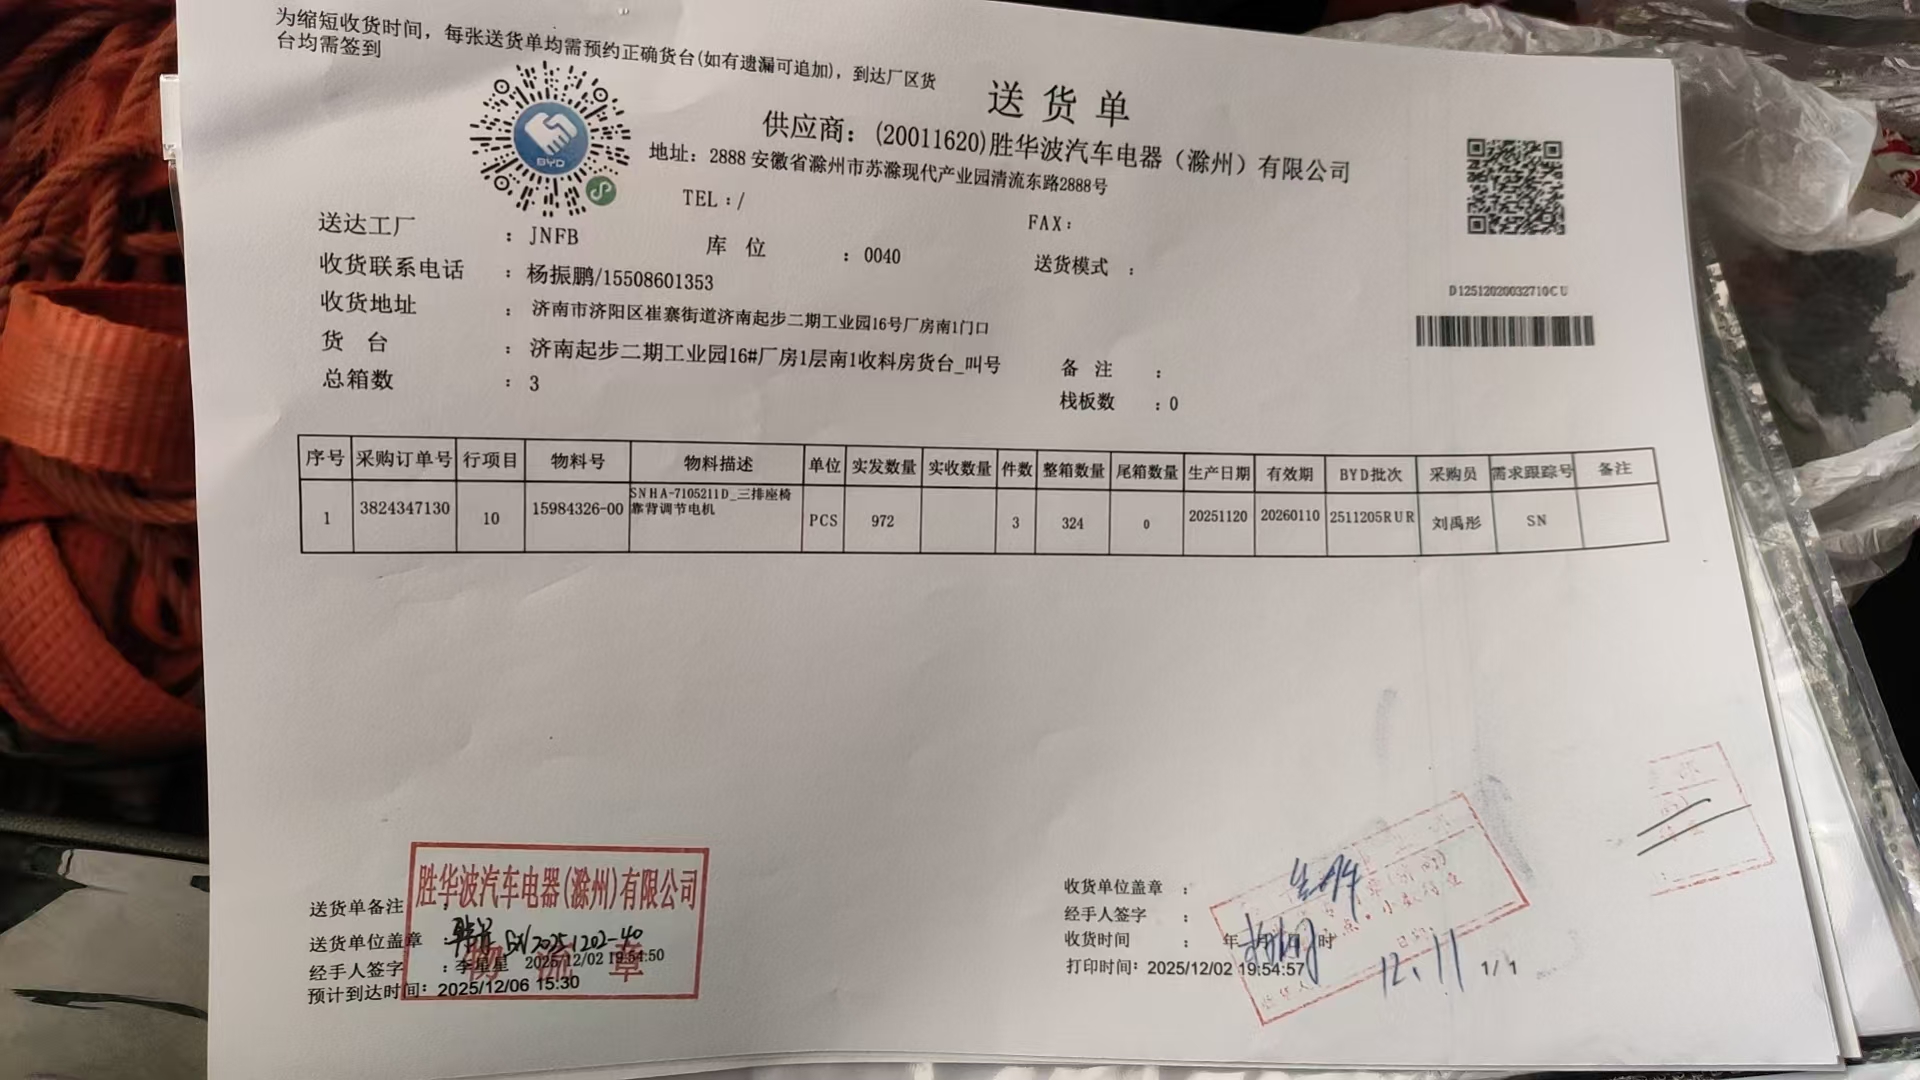 为缩短收货时间，每张送货单均需预约正确货台(如有遗漏可追加)，到达厂区货
台均需签到
送货单
供应商：(20011620)胜华波汽车电器（滁州）有限公司
地址：2888 安徽省滁州市苏滁现代产业园清流东路2888号
BYD
TEL：/
FAX：
送达工厂 ：JNFB
库 位 ：0040
送货模式 ：
收货联系电话 ：杨振鹏/15508601353
D12512020032710CU
收货地址 ：济南市济阳区崔寨街道济南起步二期工业园16号厂房南1门口
货 台 ：济南起步二期工业园16#厂房1层南1收料房货台_叫号
备 注 ：
总箱数 ：3
栈板数 ：0
序号 采购订单号 行项目 物料号 物料描述 单位 实发数量 实收数量 件数 整箱数量 尾箱数量 生产日期 有效期 BYD批次 采购员 需求跟踪号 备注
1 3824347130 10 15984326-00 SNHA-7105211D_三排座椅靠背调节电机 PCS 972 3 324 0 20251120 20260110 2511205RUR 刘禹彤 SN
胜华波汽车电器(滁州)有限公司
物流章
送货单备注
送货单位盖章 ： SN20251202-40
经手人签字 ：李星星 2025/12/02 19:54:50
预计到达时间：2025/12/06 15:30
收货单位盖章 ：
经手人签字 ：
收货时间 ： 年 月 日 时
打印时间：2025/12/02 19:54:57
12.11
1/1